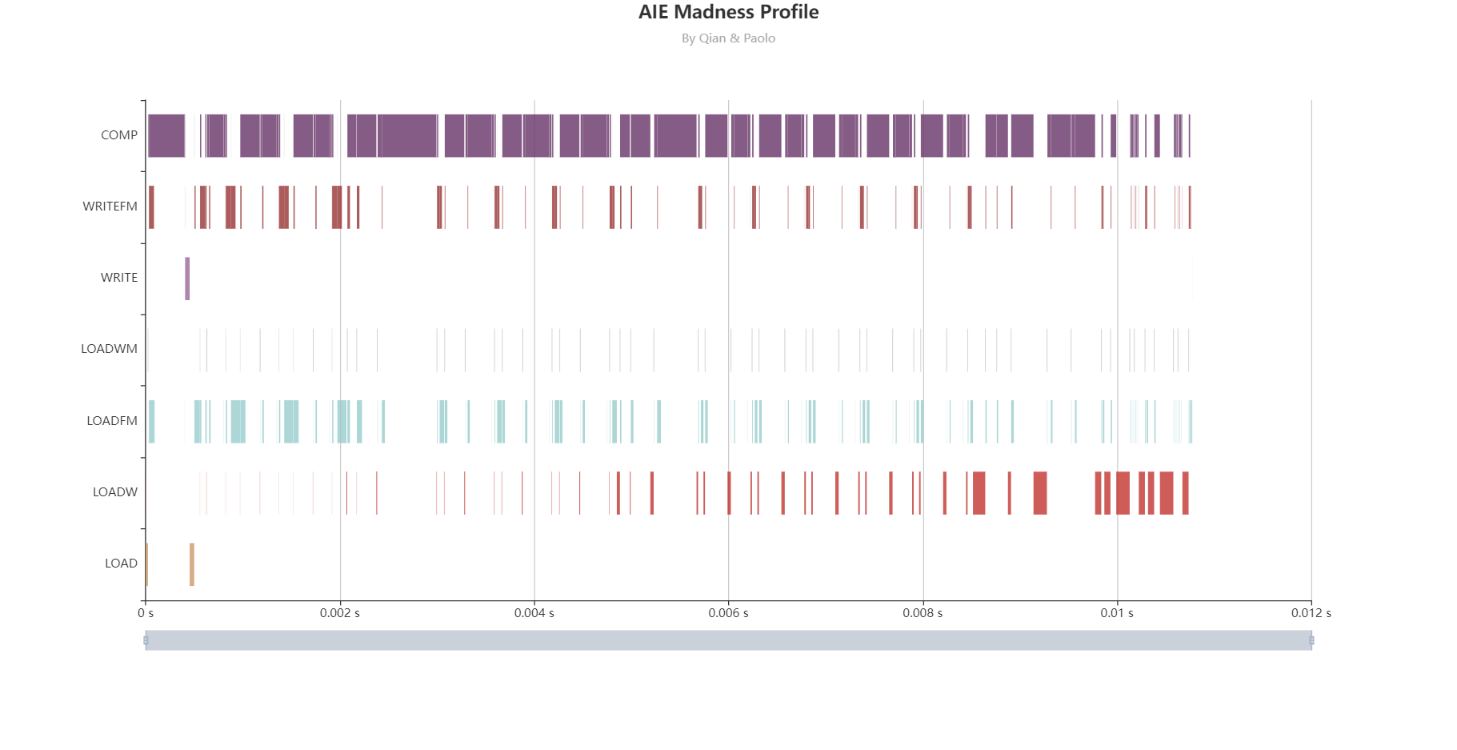 AIE Madness Profile
By Qian & Paolo
COMP
WRITEFM
WRITE
LOADWM
LOADFM
LOADW
LOAD
0 s 0.002 s 0.004 s 0.006 s 0.008 s 0.01 s 0.012 s